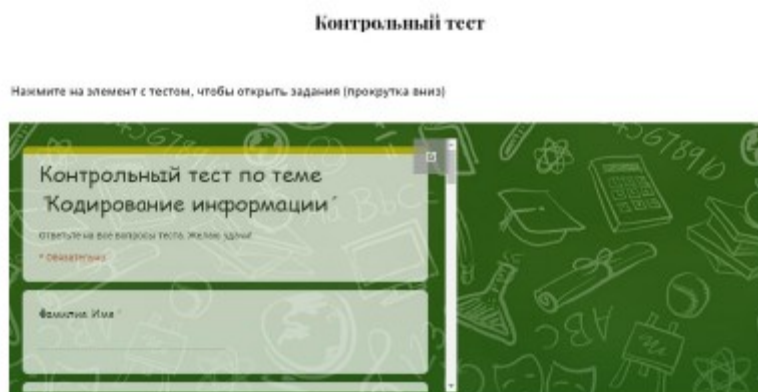 Контрольный тест
Нажмите на элемент с тестом, чтобы открыть задания (прокрутка вниз)
Контрольный тест по теме
"Кодирование информации"
Ответьте на все вопросы теста. Желаю удачи!
* Обязательно
Фамилия Имя